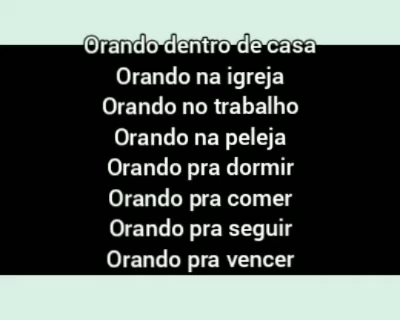 Orando dentro de casa
Orando na igreja
Orando no trabalho
Orando na peleja
Orando pra dormir
Orando pra comer
Orando pra seguir
Orando pra vencer